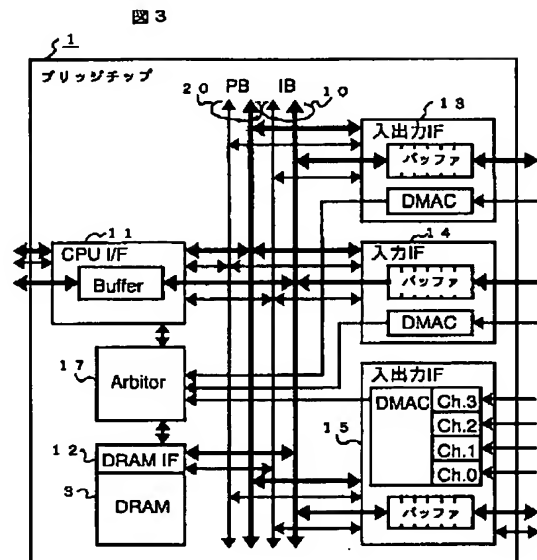 図3
1
ブリッジチップ
20 PB IB 10
13
入出力IF
バッファ
DMAC
11
CPU I/F
Buffer
14
入力IF
バッファ
DMAC
17
Arbitor
入出力IF
DMAC
Ch.3
Ch.2
Ch.1
Ch.0
15
12
DRAM IF
3
DRAM
バッファ